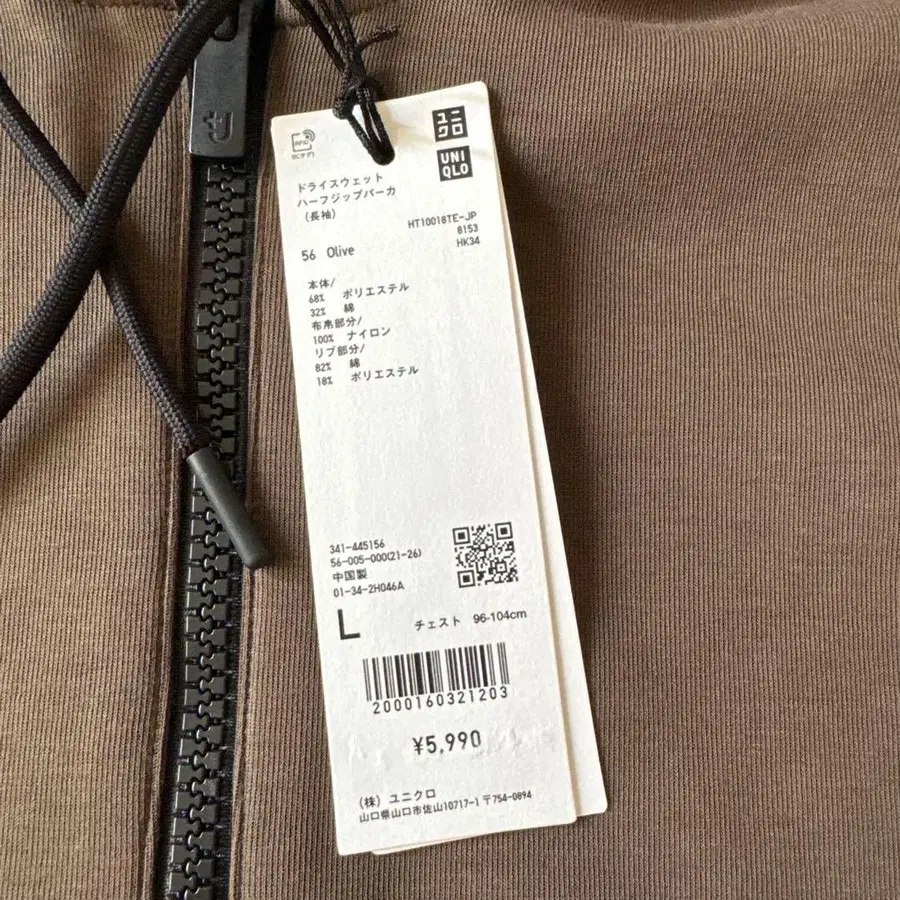 RFID
(ICタグ)
ユニクロ
UNIQLO
ドライスウェット
ハーフジップパーカ
(長袖)
HT10018TE-JP
8153
HK34
56 Olive
本体/
68% ポリエステル
32% 綿
布帛部分/
100% ナイロン
リブ部分/
82% 綿
18% ポリエステル
341-445156
56-005-000(21-26)
中国製
01-34-2H046A
L チェスト 96-104cm
2000160321203
¥5,990
(株) ユニクロ
山口県山口市佐山10717-1 〒754-0894